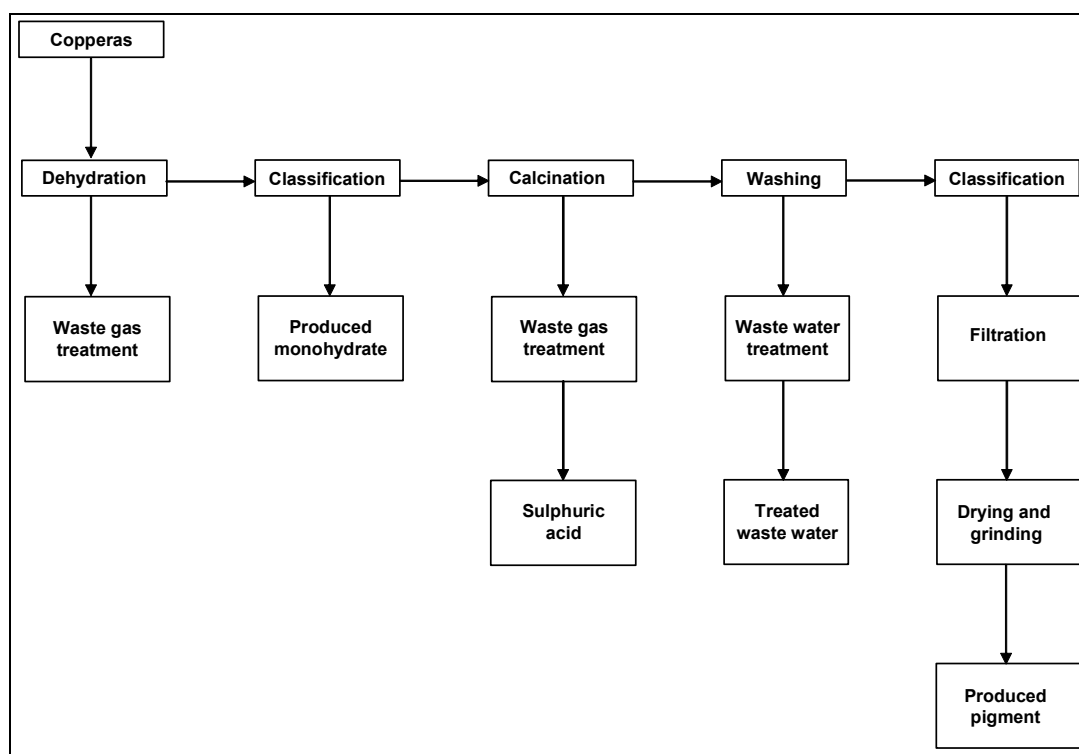 Copperas
Dehydration
Classification
Calcination
Washing
Classification
Waste gas
treatment
Produced
monohydrate
Waste gas
treatment
Waste water
treatment
Filtration
Sulphuric
acid
Treated
waste water
Drying and
grinding
Produced
pigment